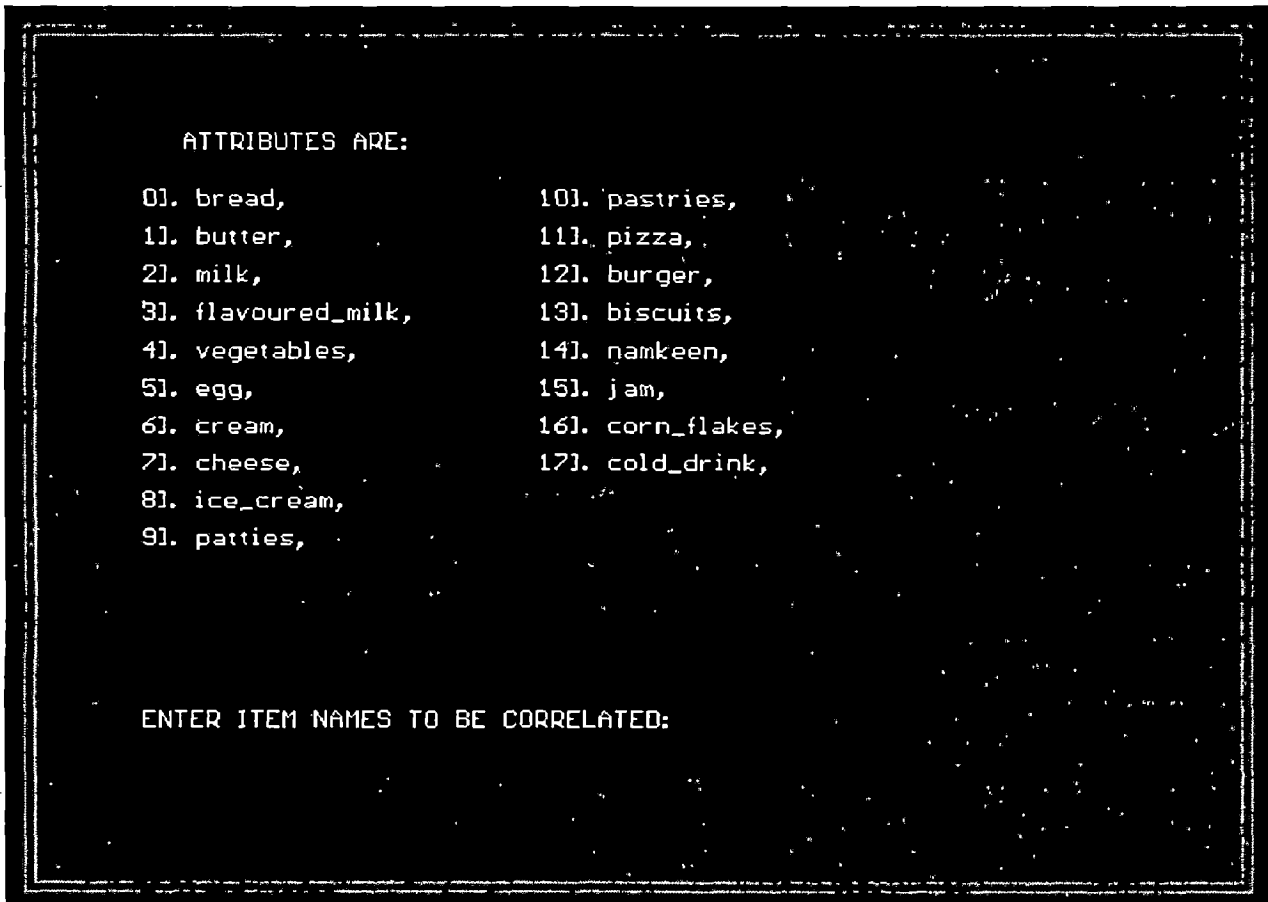 ATTRIBUTES ARE:
0]. bread,
1]. butter,
2]. milk,
3]. flavoured_milk,
4]. vegetables,
5]. egg,
6]. cream,
7]. cheese,
8]. ice_cream,
9]. patties,
10]. pastries,
11]. pizza,
12]. burger,
13]. biscuits,
14]. namkeen,
15]. jam,
16]. corn_flakes,
17]. cold_drink,
ENTER ITEM NAMES TO BE CORRELATED: